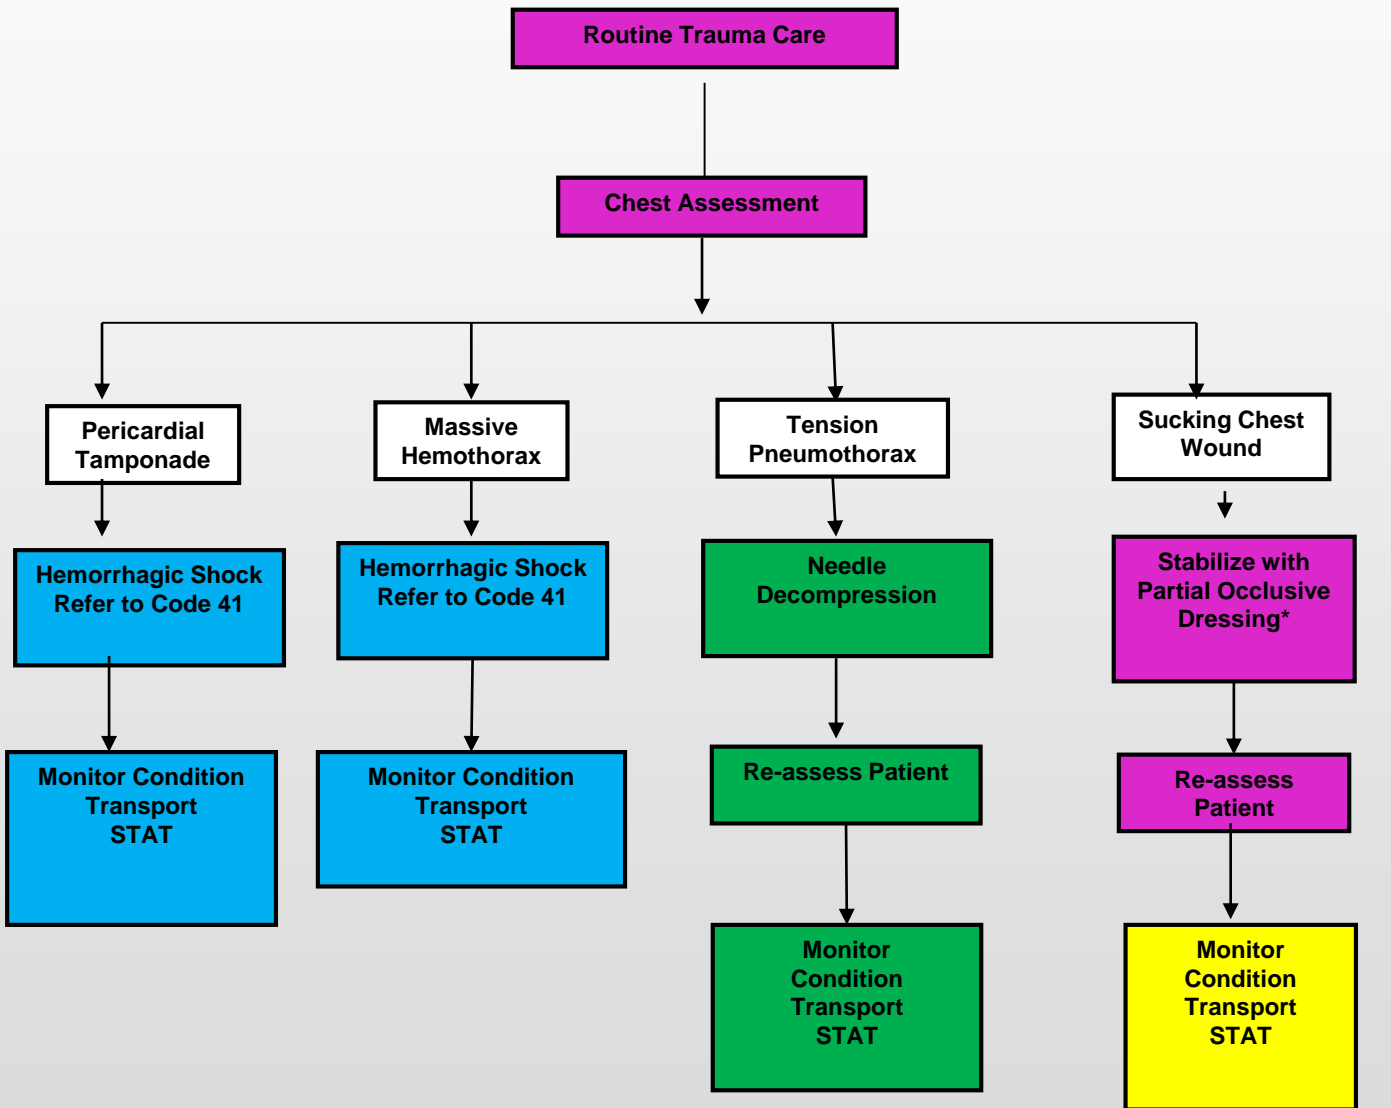 Routine Trauma Care
Chest Assessment
Pericardial
Tamponade
Massive
Hemothorax
Tension
Pneumothorax
Sucking Chest
Wound
Hemorrhagic Shock
Refer to Code 41
Hemorrhagic Shock
Refer to Code 41
Needle
Decompression
Stabilize with
Partial Occlusive
Dressing*
Monitor Condition
Transport
STAT
Monitor Condition
Transport
STAT
Re-assess Patient
Re-assess
Patient
Monitor
Condition
Transport
STAT
Monitor
Condition
Transport
STAT